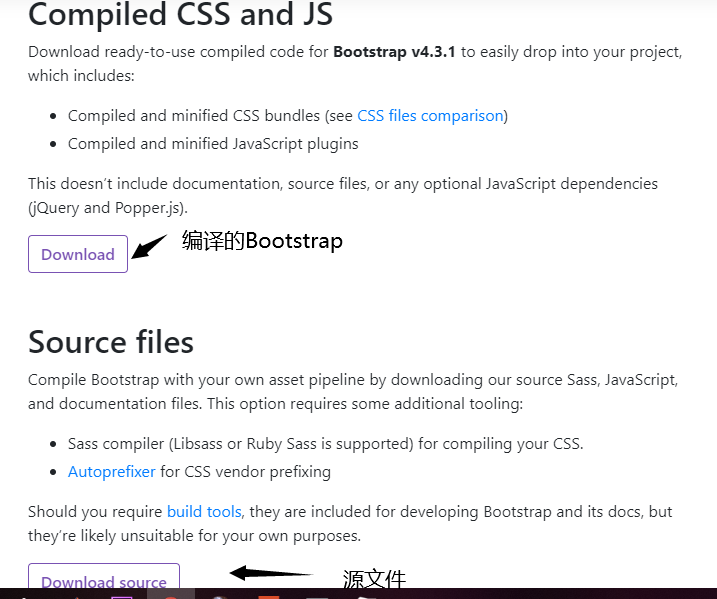 Compiled CSS and JS
Download ready-to-use compiled code for Bootstrap v4.3.1 to easily drop into your project,
which includes:
Compiled and minified CSS bundles (see CSS files comparison)
Compiled and minified JavaScript plugins
This doesn’t include documentation, source files, or any optional JavaScript dependencies
(jQuery and Popper.js).
Download
编译的Bootstrap
Source files
Compile Bootstrap with your own asset pipeline by downloading our source Sass, JavaScript,
and documentation files. This option requires some additional tooling:
Sass compiler (Libsass or Ruby Sass is supported) for compiling your CSS.
Autoprefixer for CSS vendor prefixing
Should you require build tools, they are included for developing Bootstrap and its docs, but
they’re likely unsuitable for your own purposes.
Download source
源文件